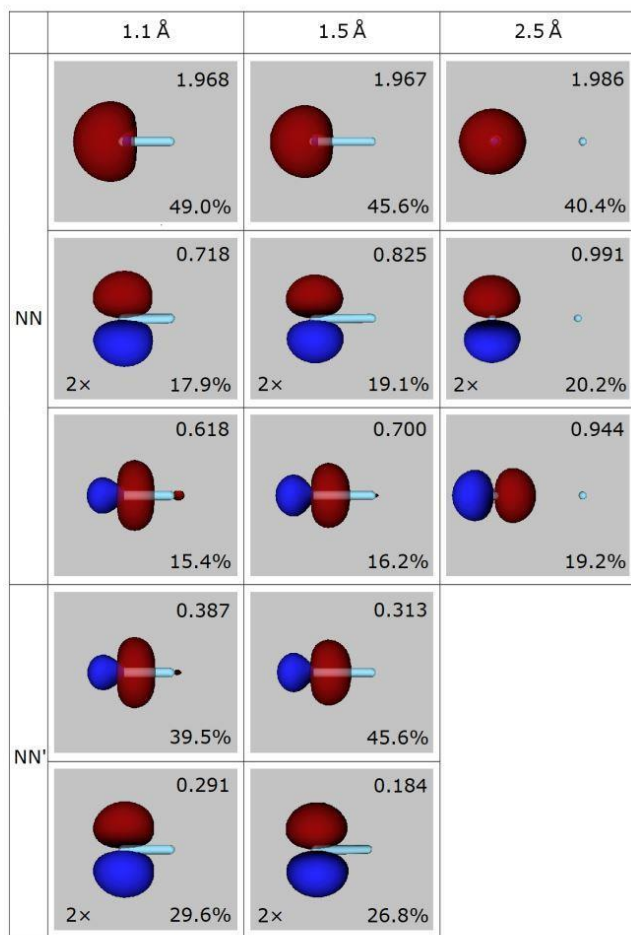 1.1 Å 1.5 Å 2.5 Å
NN
1.968 1.967 1.986
49.0% 45.6% 40.4%
0.718 0.825 0.991
2× 17.9% 2× 19.1% 2× 20.2%
0.618 0.700 0.944
15.4% 16.2% 19.2%
NN'
0.387 0.313
39.5% 45.6%
0.291 0.184
2× 29.6% 2× 26.8%